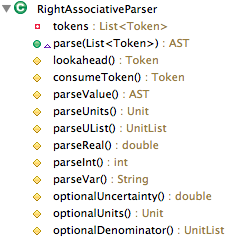 RightAssociativeParser
tokens : List<Token>
parse(List<Token>) : AST
lookahead() : Token
consumeToken() : Token
parseValue() : AST
parseUnits() : Unit
parseUList() : UnitList
parseReal() : double
parseInt() : int
parseVar() : String
optionalUncertainty() : double
optionalUnits() : Unit
optionalDenominator() : UnitList